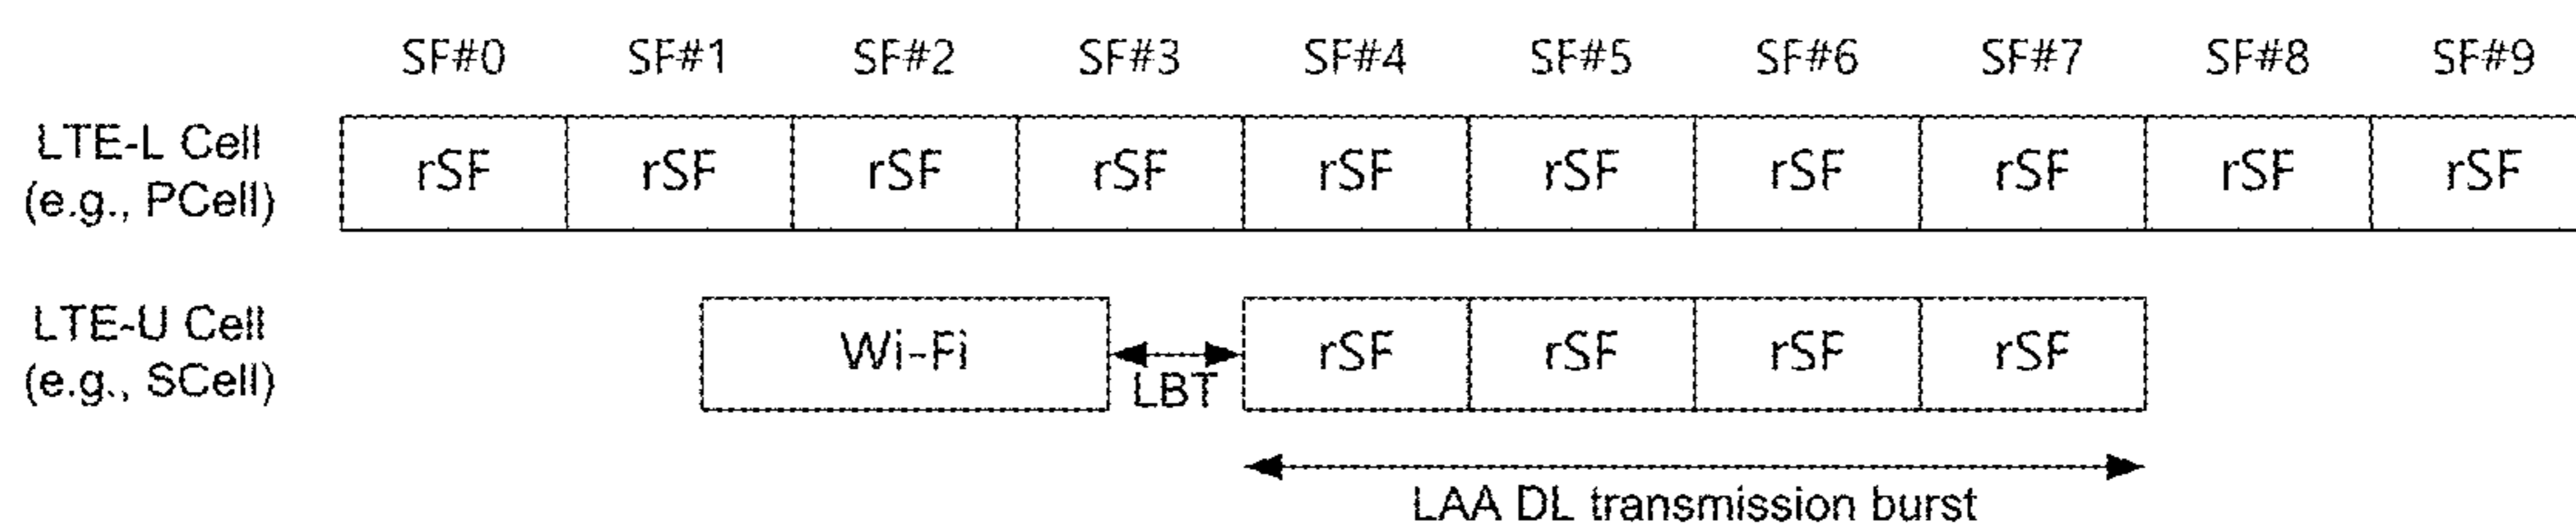 SF#0 SF#1 SF#2 SF#3 SF#4 SF#5 SF#6 SF#7 SF#8 SF#9
LTE-L Cell
(e.g., PCell)
rSF rSF rSF rSF rSF rSF rSF rSF rSF rSF
LTE-U Cell
(e.g., SCell)
Wi-Fi
LBT
rSF rSF rSF rSF
LAA DL transmission burst